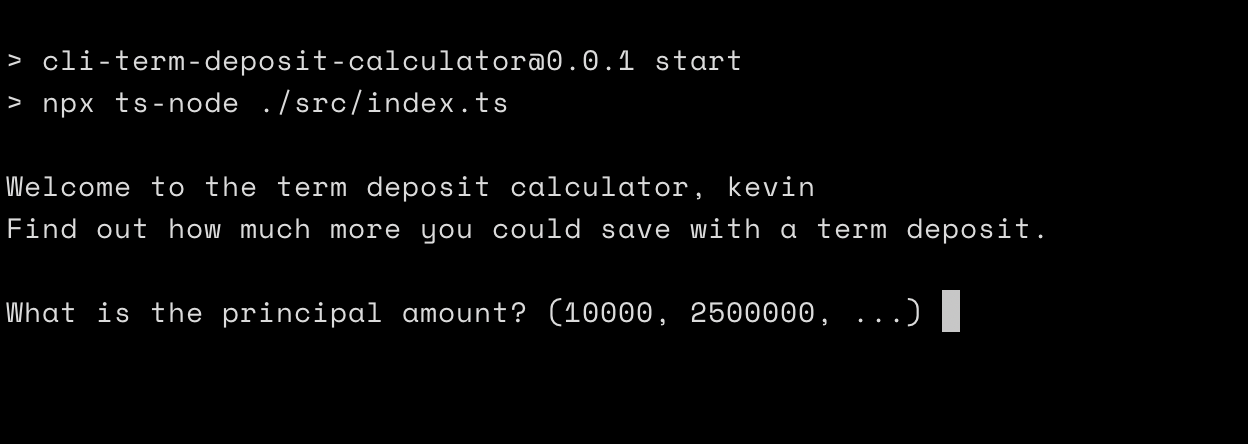 > cli-term-deposit-calculator@0.0.1 start
> npx ts-node ./src/index.ts
Welcome to the term deposit calculator, kevin
Find out how much more you could save with a term deposit.
What is the principal amount? (10000, 2500000, ...)